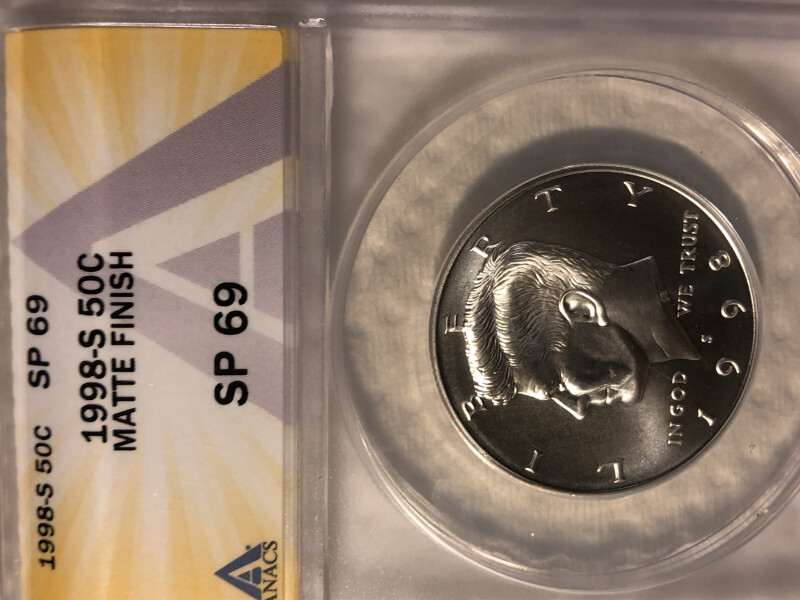 1998-S 50C SP 69
1998-S 50C
MATTE FINISH
SP 69
ANACS
LIBERTY
IN GOD WE TRUST
S
1998